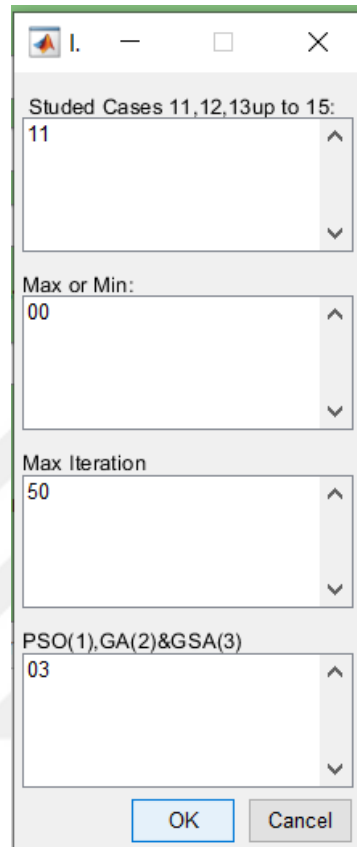 I.
Studed Cases 11,12,13up to 15:
11
Max or Min:
00
Max Iteration
50
PSO(1),GA(2)&GSA(3)
03
OK Cancel